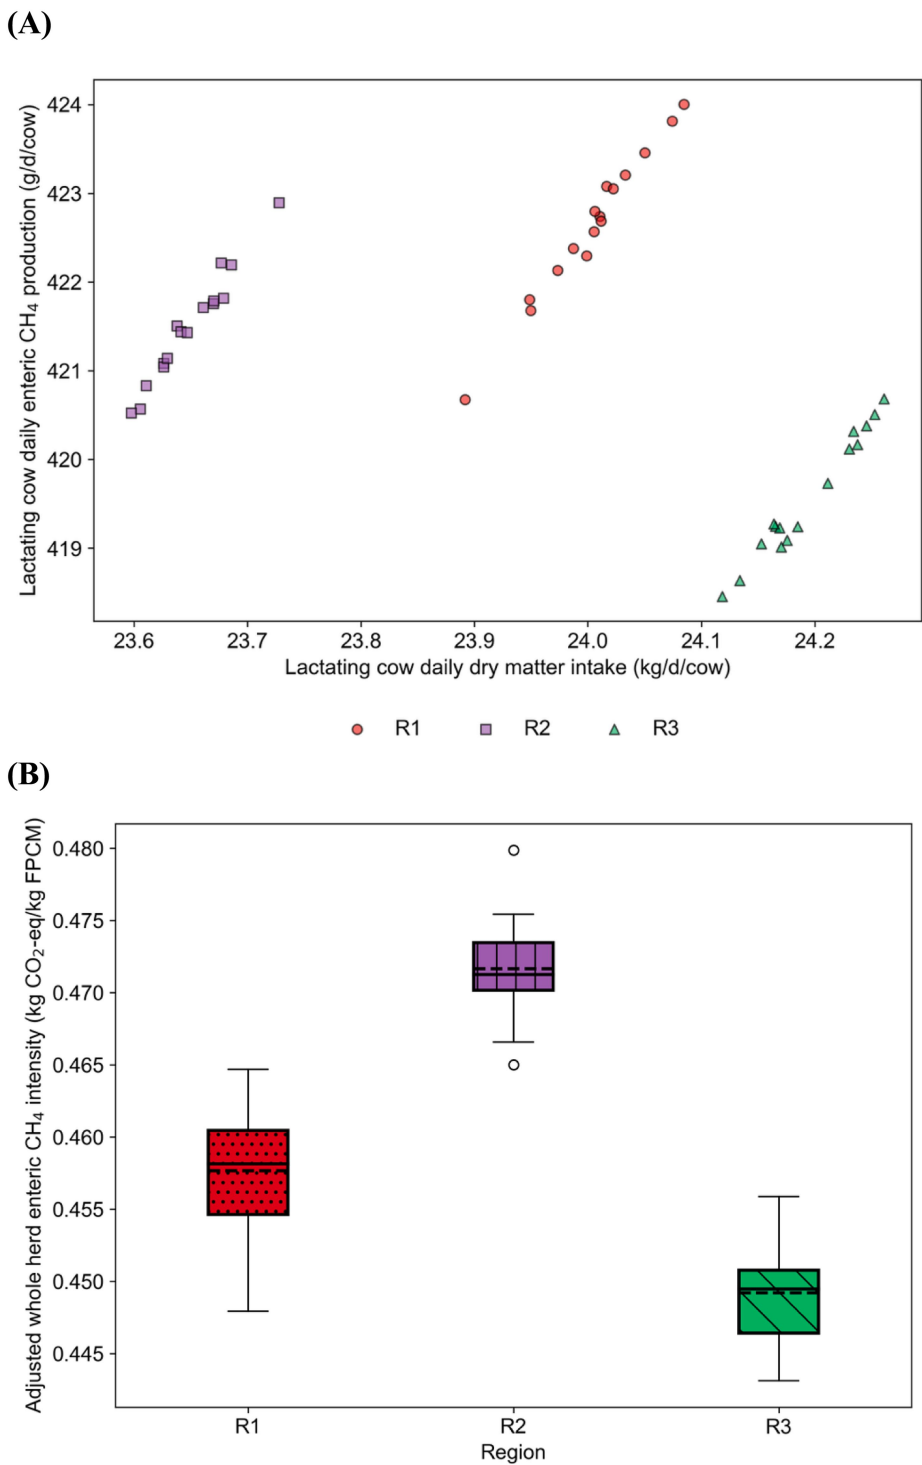 (A)
Lactating cow daily enteric CH₄ production (g/d/cow)
424
423
422
421
420
419
23.6 23.7 23.8 23.9 24.0 24.1 24.2
Lactating cow daily dry matter intake (kg/d/cow)
R1 R2 R3
(B)
Adjusted whole herd enteric CH₄ intensity (kg CO₂-eq/kg FPCM)
0.480
0.475
0.470
0.465
0.460
0.455
0.450
0.445
R1 R2 R3
Region